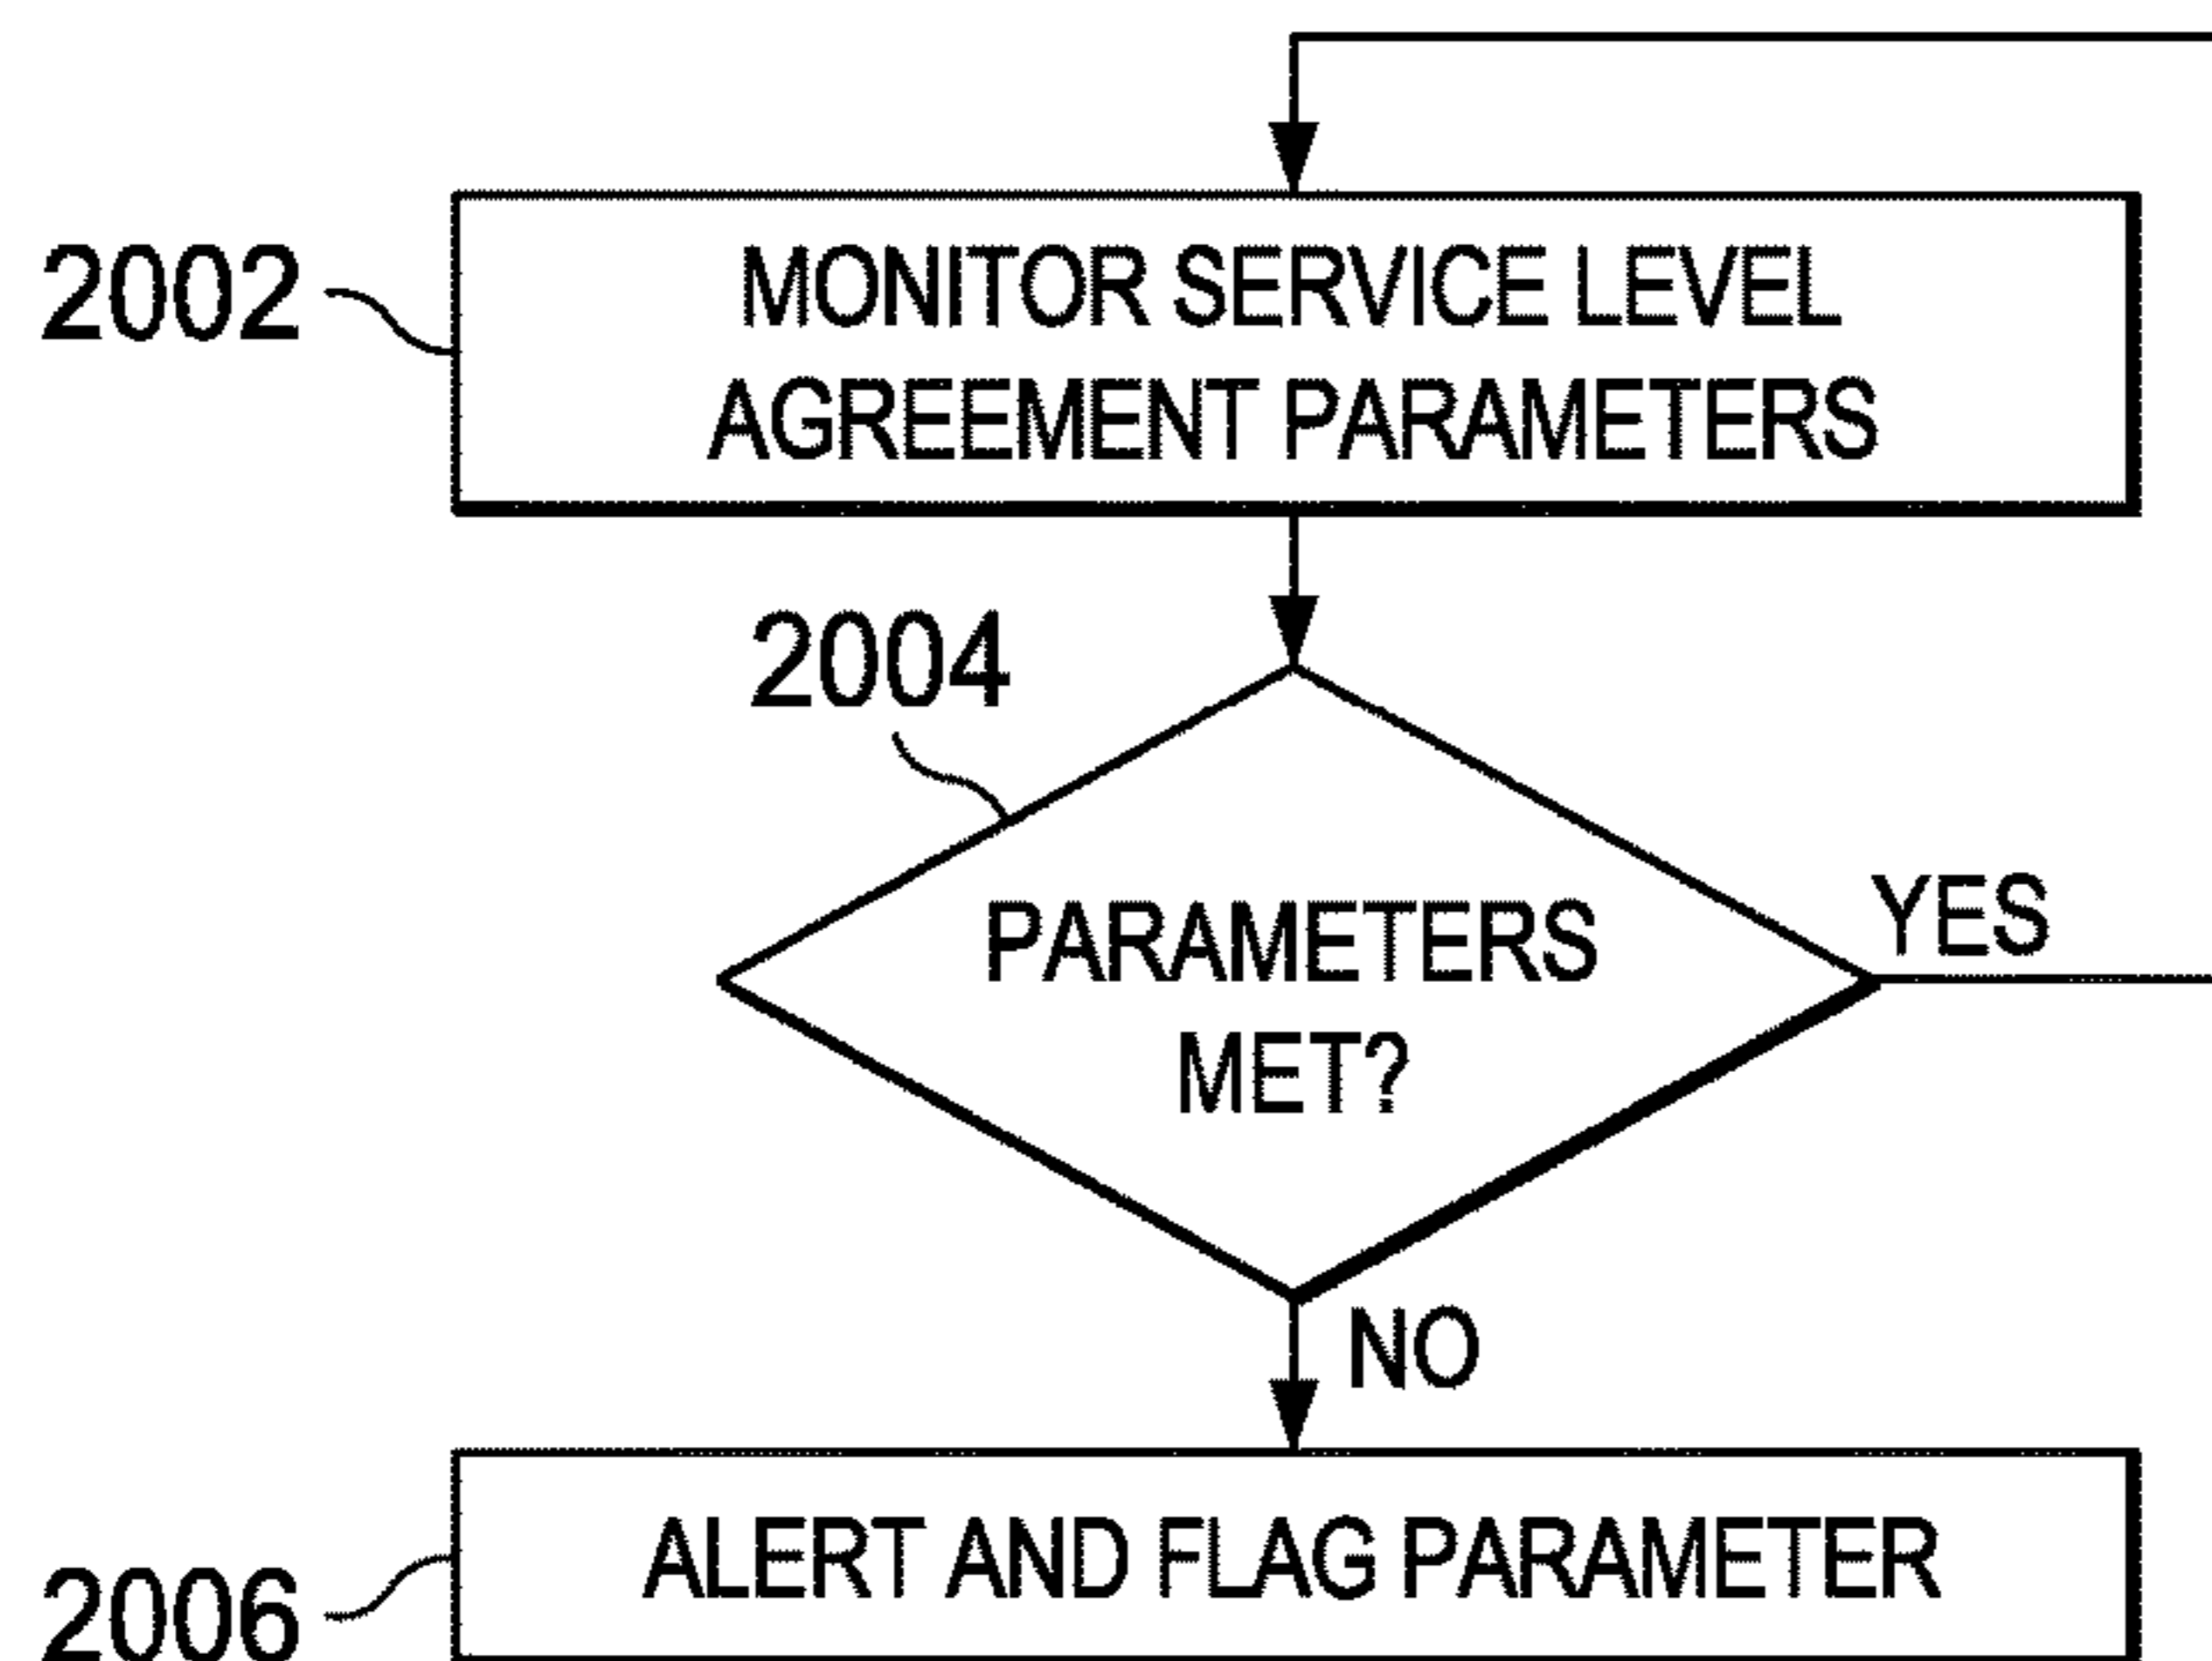 2002
MONITOR SERVICE LEVEL
AGREEMENT PARAMETERS
2004
PARAMETERS
MET?
YES
NO
ALERT AND FLAG PARAMETER
2006